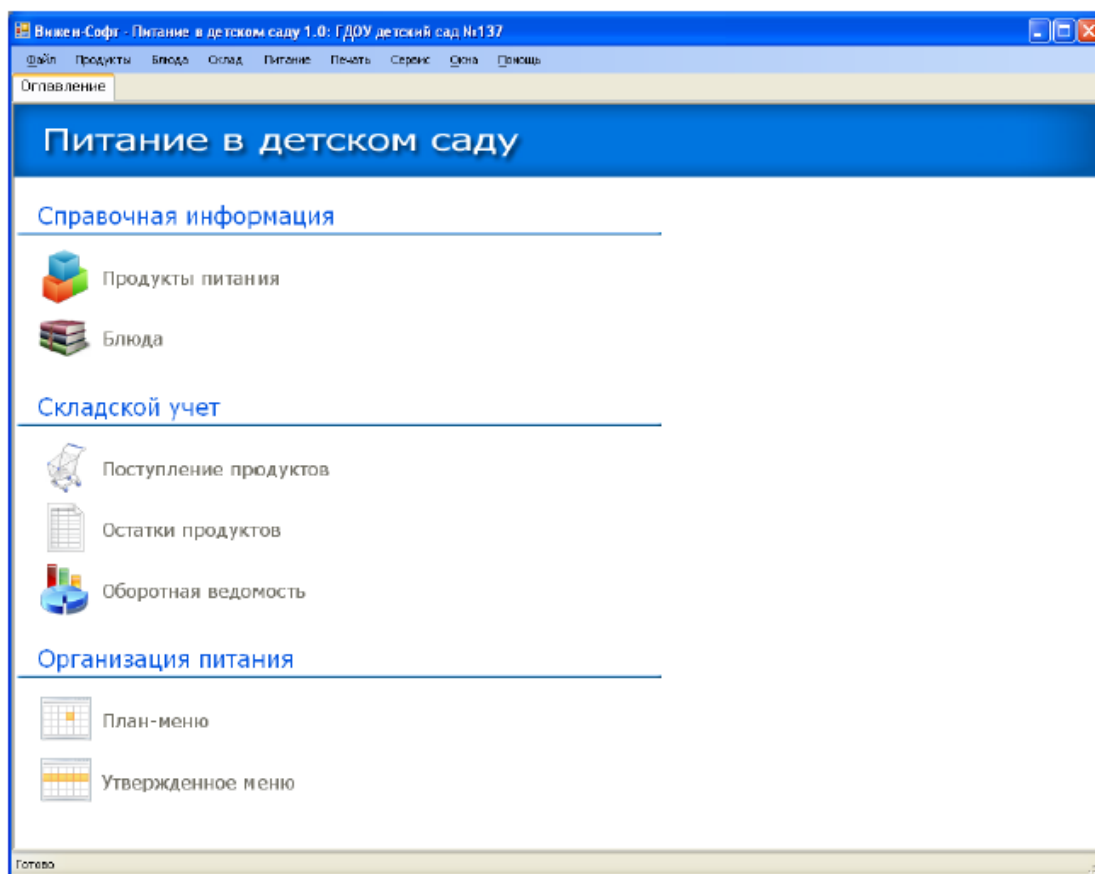 Вижен-Софт - Питание в детском саду 1.0: ГДОУ детский сад №137
Файл Продукты Блюда Склад Питание Печать Сервис Окна Помощь
Оглавление
Питание в детском саду
Справочная информация
Продукты питания
Блюда
Складской учет
Поступление продуктов
Остатки продуктов
Оборотная ведомость
Организация питания
План-меню
Утвержденное меню
Готово